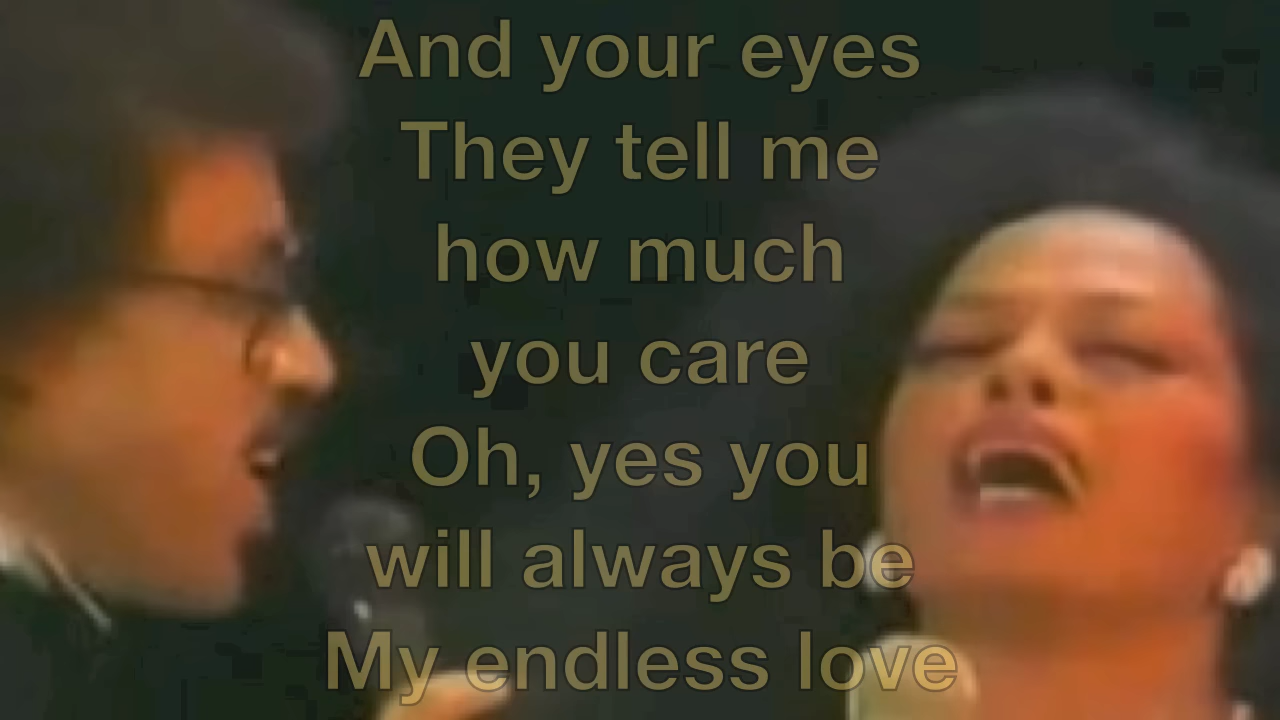 And your eyes
They tell me
how much
you care
Oh, yes you
will always be
My endless love